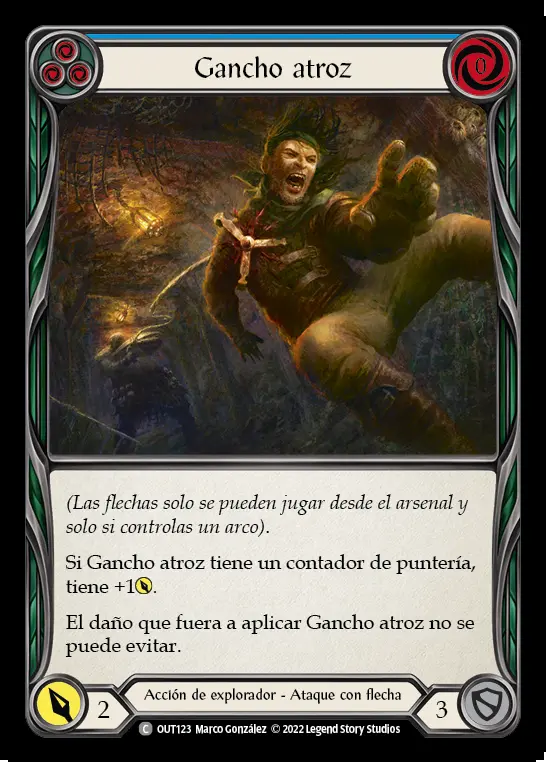 Gancho atroz
0
(Las flechas solo se pueden jugar desde el arsenal y
solo si controlas un arco).
Si Gancho atroz tiene un contador de puntería,
tiene +1.
El daño que fuera a aplicar Gancho atroz no se
puede evitar.
2
Acción de explorador - Ataque con flecha
3
C OUT123 Marco González © 2022 Legend Story Studios